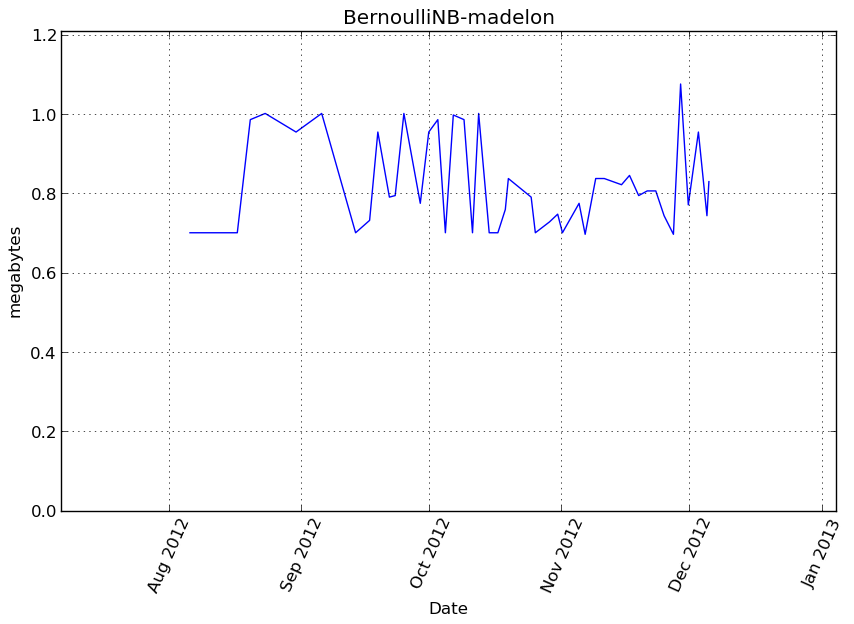 BernoulliNB-madelon
1.2
1.0
0.8
0.6
0.4
0.2
0.0
megabytes
Aug 2012
Sep 2012
Oct 2012
Nov 2012
Dec 2012
Jan 2013
Date